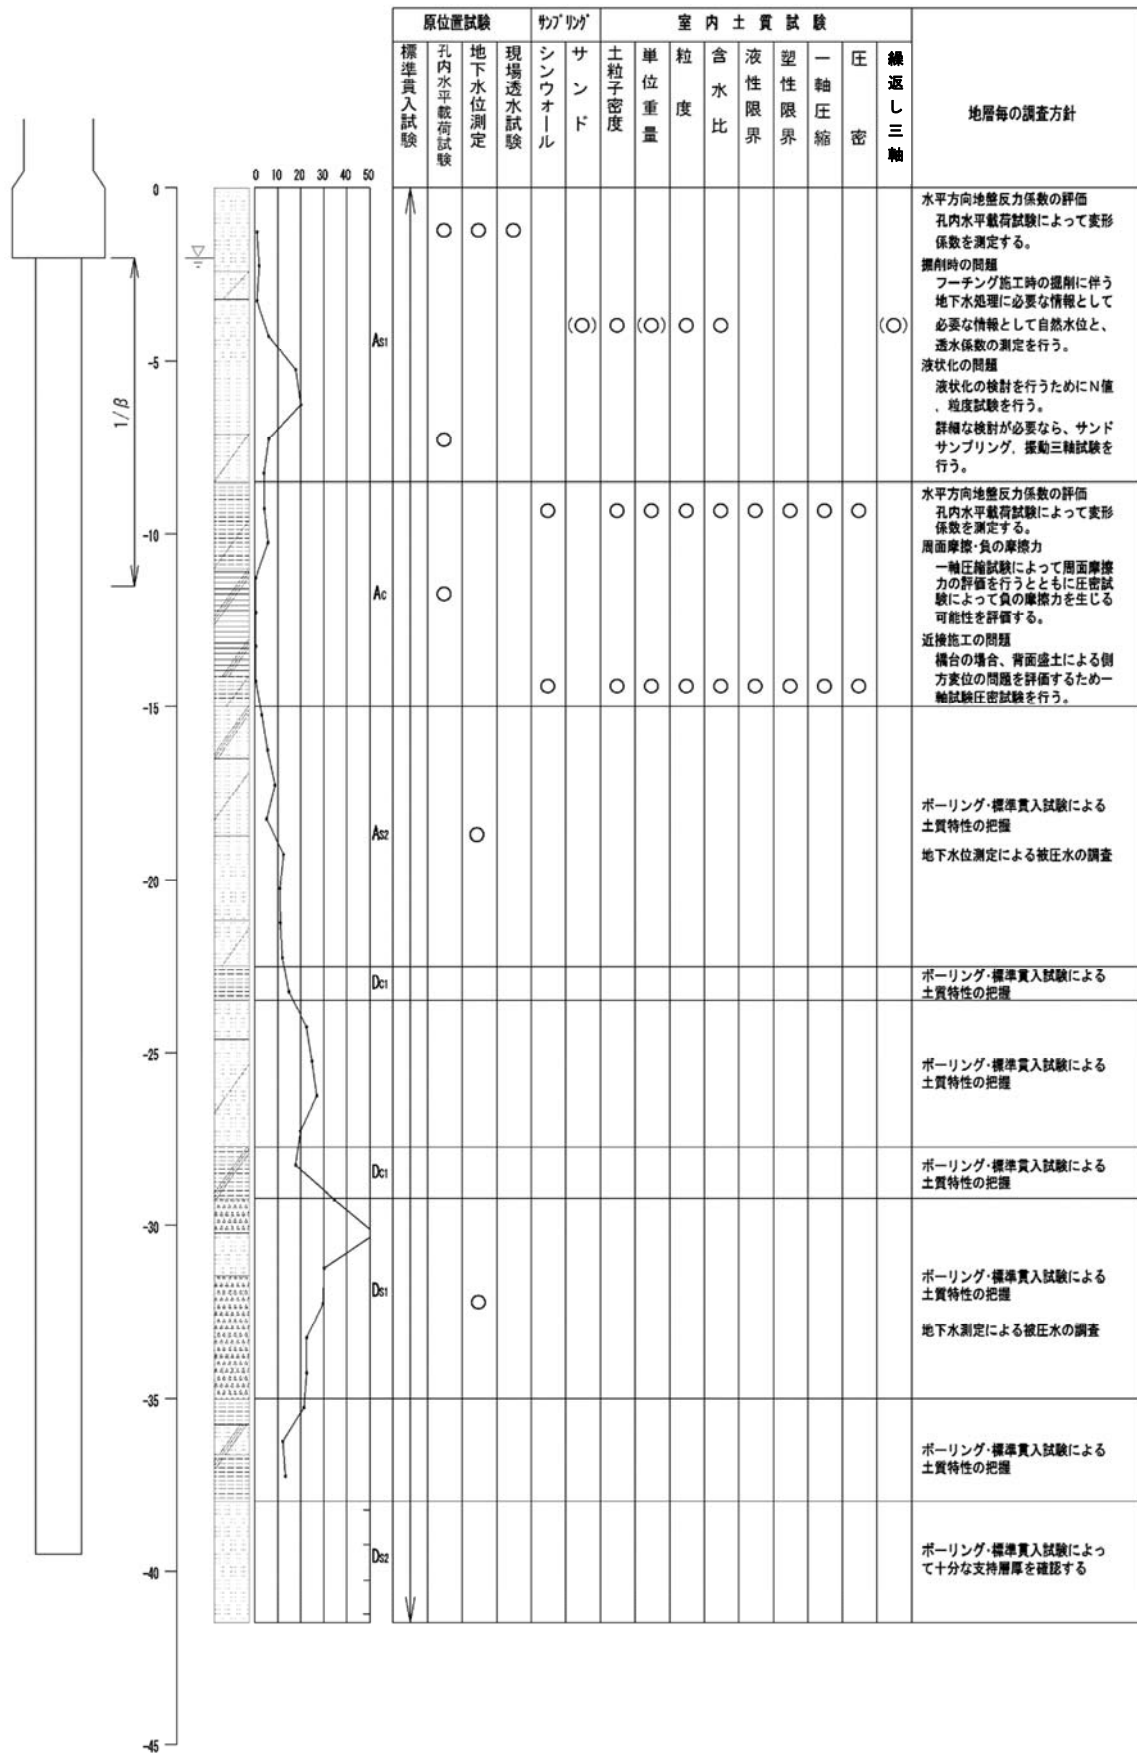 原位置試験
サンプリング
室内土質試験
標準貫入試験
孔内水平載荷試験
地下水位測定
現場透水試験
シンウォール
サンド
土粒子密度
単位重量
粒度
含水比
液性限界
塑性限界
一軸圧縮
圧密
繰返し三軸
地層毎の調査方針
0 10 20 30 40 50
0
-5
-10
-15
-20
-25
-30
-35
-40
-45
1/β
As1
水平方向地盤反力係数の評価
孔内水平載荷試験によって変形
係数を測定する。
掘削時の問題
フーチング施工時の掘削に伴う
地下水処理に必要な情報として
必要な情報として自然水位と、
透水係数の測定を行う。
液状化の問題
液状化の検討を行うためにN値
、粒度試験を行う。
詳細な検討が必要なら、サンド
サンプリング、振動三軸試験を
行う。
Ac
水平方向地盤反力係数の評価
孔内水平載荷試験によって変形
係数を測定する。
周面摩擦・負の摩擦力
一軸圧縮試験によって周面摩擦
力の評価を行うとともに圧密試
験によって負の摩擦力を生じる
可能性を評価する。
近接施工の問題
橋台の場合、背面盛土による側
方変位の問題を評価するため一
軸試験圧密試験を行う。
As2
ボーリング・標準貫入試験による
土質特性の把握
地下水位測定による被圧水の調査
Dc1
ボーリング・標準貫入試験による
土質特性の把握
ボーリング・標準貫入試験による
土質特性の把握
Dc1
ボーリング・標準貫入試験による
土質特性の把握
Ds1
ボーリング・標準貫入試験による
土質特性の把握
地下水測定による被圧水の調査
ボーリング・標準貫入試験による
土質特性の把握
Ds2
ボーリング・標準貫入試験によっ
て十分な支持層厚を確認する